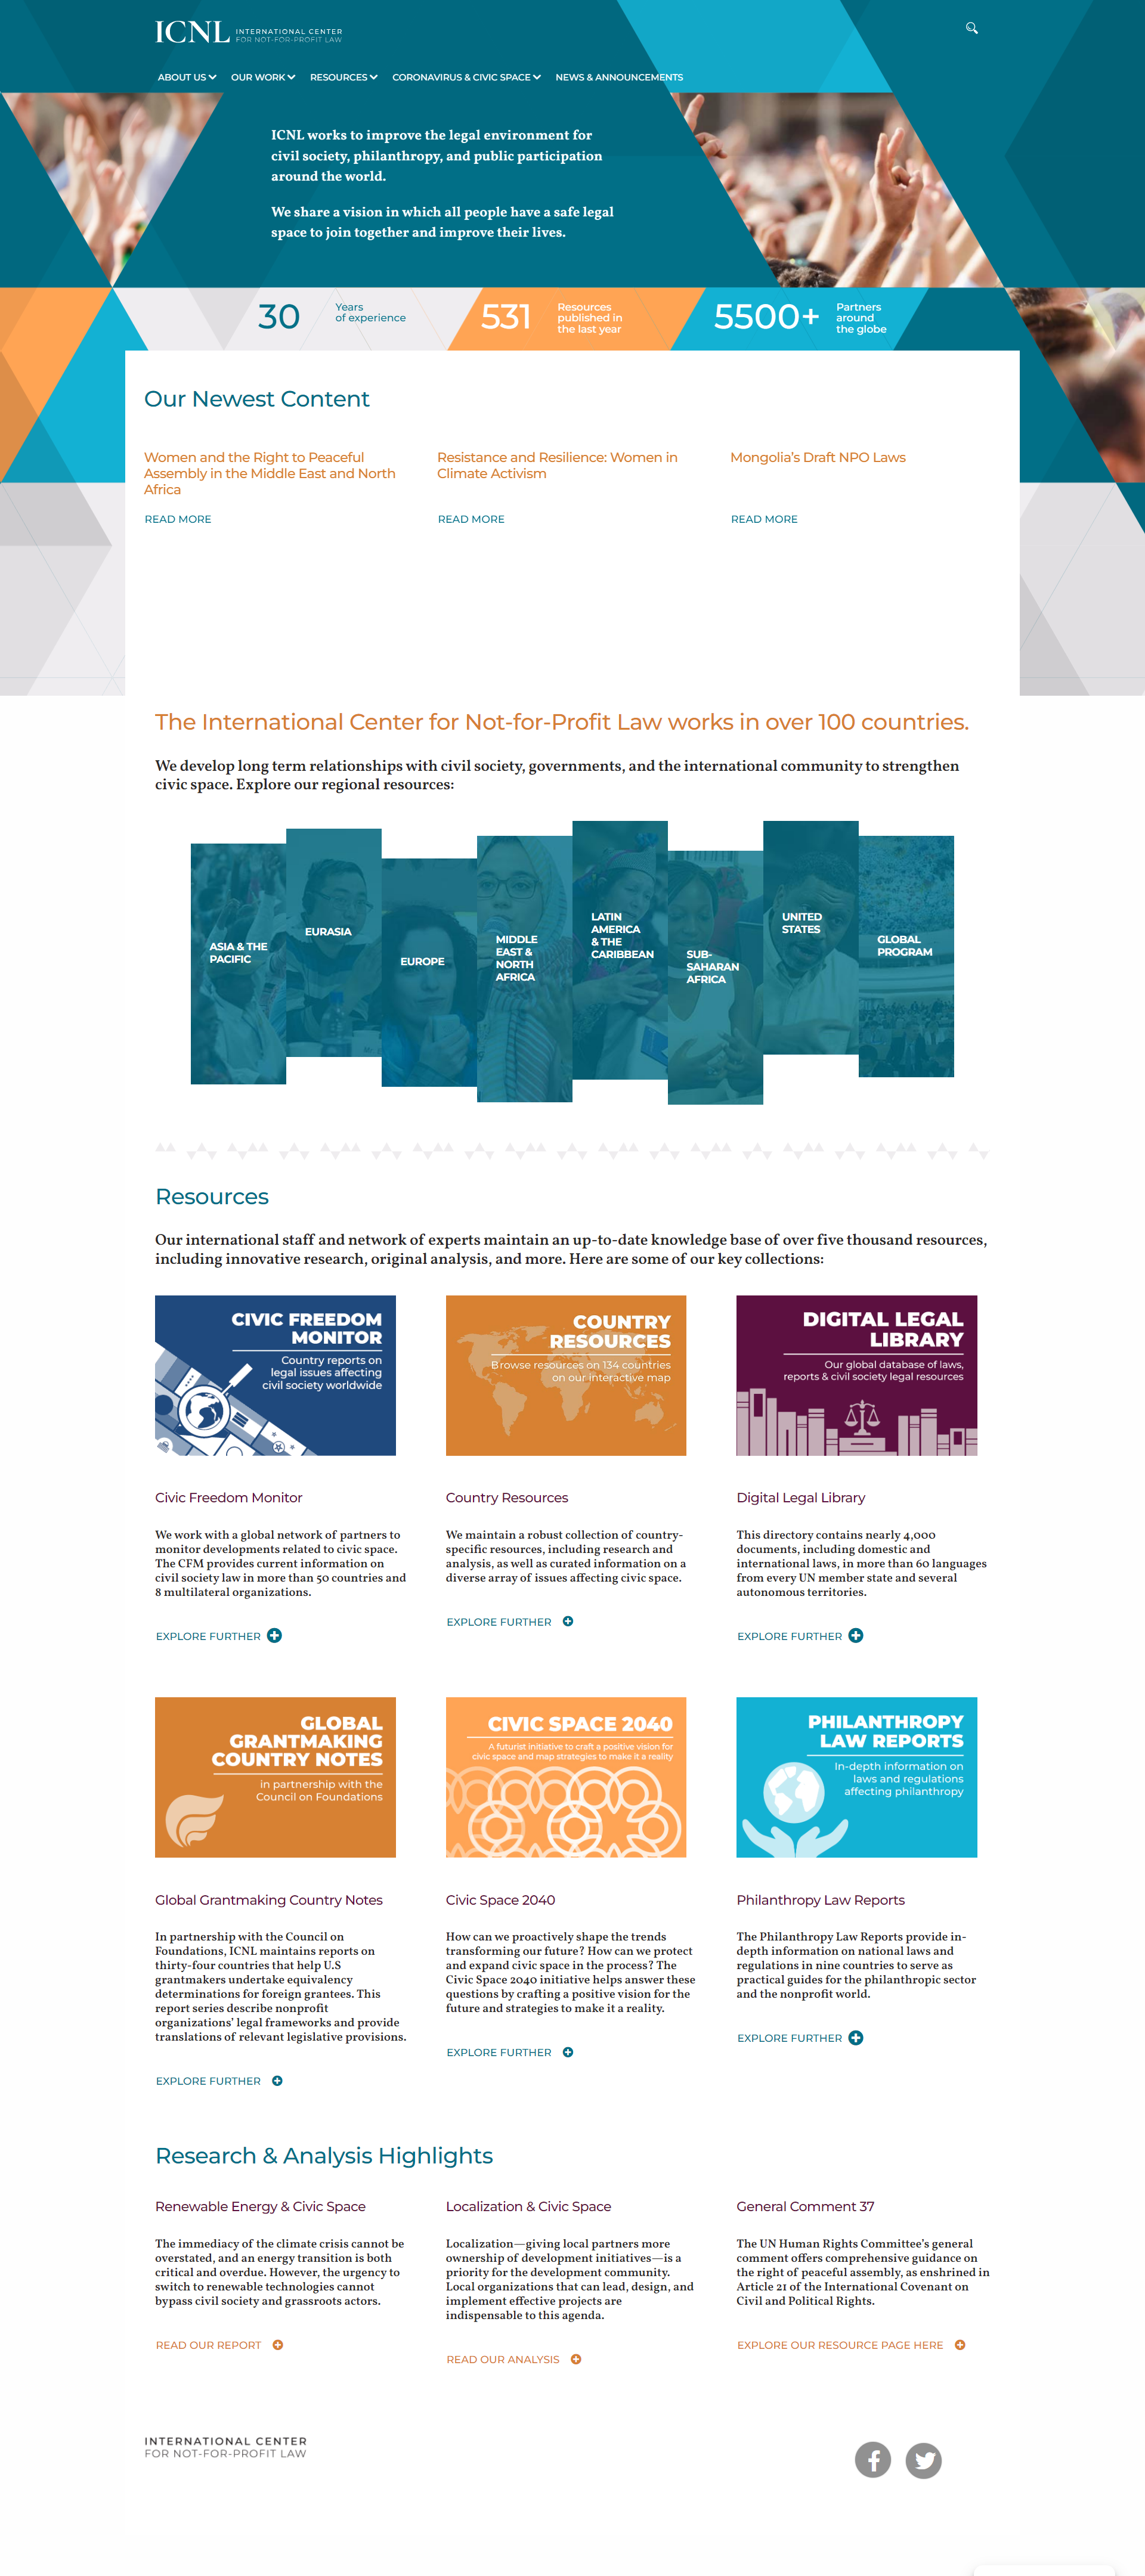 ICNL INTERNATIONAL CENTER
FOR NOT-FOR-PROFIT LAW
ABOUT US OUR WORK RESOURCES CORONAVIRUS & CIVIC SPACE NEWS & ANNOUNCEMENTS
ICNL works to improve the legal environment for
civil society, philanthropy, and public participation
around the world.
We share a vision in which all people have a safe legal
space to join together and improve their lives.
30 Years
of experience
531 Resources
published in
the last year
5500+ Partners
around
the globe
Our Newest Content
Women and the Right to Peaceful
Assembly in the Middle East and North
Africa
READ MORE
Resistance and Resilience: Women in
Climate Activism
READ MORE
Mongolia's Draft NPO Laws
READ MORE
The International Center for Not-for-Profit Law works in over 100 countries.
We develop long term relationships with civil society, governments, and the international community to strengthen
civic space. Explore our regional resources:
ASIA & THE
PACIFIC
EURASIA
EUROPE
MIDDLE
EAST &
NORTH
AFRICA
LATIN
AMERICA
& THE
CARIBBEAN
SUB-
SAHARAN
AFRICA
UNITED
STATES
GLOBAL
PROGRAM
Resources
Our international staff and network of experts maintain an up-to-date knowledge base of over five thousand resources,
including innovative research, original analysis, and more. Here are some of our key collections:
CIVIC FREEDOM
MONITOR
Country reports on
legal issues affecting
civil society worldwide
COUNTRY
RESOURCES
Browse resources on 134 countries
on our interactive map
DIGITAL LEGAL
LIBRARY
Our global database of laws,
reports & civil society legal resources
Civic Freedom Monitor
We work with a global network of partners to
monitor developments related to civic space.
The CFM provides current information on
civil society law in more than 50 countries and
8 multilateral organizations.
EXPLORE FURTHER
Country Resources
We maintain a robust collection of country-
specific resources, including research and
analysis, as well as curated information on a
diverse array of issues affecting civic space.
EXPLORE FURTHER
Digital Legal Library
This directory contains nearly 4,000
documents, including domestic and
international laws, in more than 60 languages
from every UN member state and several
autonomous territories.
EXPLORE FURTHER
GLOBAL
GRANTMAKING
COUNTRY NOTES
in partnership with the
Council on Foundations
CIVIC SPACE 2040
A futurist initiative to craft a positive vision for
civic space and map strategies to make it a reality
PHILANTHROPY
LAW REPORTS
In-depth information on
laws and regulations
affecting philanthropy
Global Grantmaking Country Notes
In partnership with the Council on
Foundations, ICNL maintains reports on
thirty-four countries that help U.S
grantmakers undertake equivalency
determinations for foreign grantees. This
report series describe nonprofit
organizations' legal frameworks and provide
translations of relevant legislative provisions.
EXPLORE FURTHER
Civic Space 2040
How can we proactively shape the trends
transforming our future? How can we protect
and expand civic space in the process? The
Civic Space 2040 initiative helps answer these
questions by crafting a positive vision for the
future and strategies to make it a reality.
EXPLORE FURTHER
Philanthropy Law Reports
The Philanthropy Law Reports provide in-
depth information on national laws and
regulations in nine countries to serve as
practical guides for the philanthropic sector
and the nonprofit world.
EXPLORE FURTHER
Research & Analysis Highlights
Renewable Energy & Civic Space
The immediacy of the climate crisis cannot be
overstated, and an energy transition is both
critical and overdue. However, the urgency to
switch to renewable technologies cannot
bypass civil society and grassroots actors.
READ OUR REPORT
Localization & Civic Space
Localization—giving local partners more
ownership of development initiatives—is a
priority for the development community.
Local organizations that can lead, design, and
implement effective projects are
indispensable to this agenda.
READ OUR ANALYSIS
General Comment 37
The UN Human Rights Committee's general
comment offers comprehensive guidance on
the right of peaceful assembly, as enshrined in
Article 21 of the International Covenant on
Civil and Political Rights.
EXPLORE OUR RESOURCE PAGE HERE
INTERNATIONAL CENTER
FOR NOT-FOR-PROFIT LAW